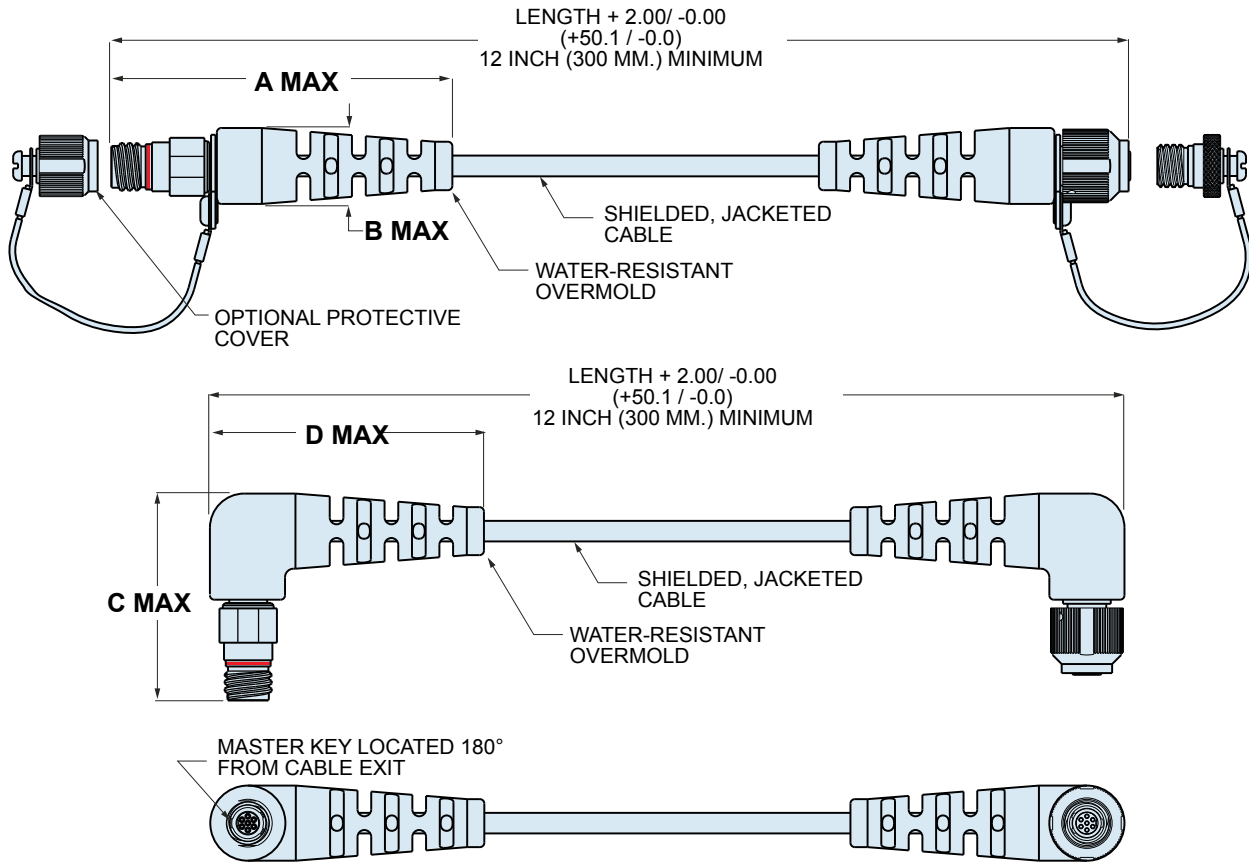 LENGTH + 2.00/ -0.00
(+50.1 / -0.0)
12 INCH (300 MM.) MINIMUM
A MAX
B MAX
SHIELDED, JACKETED
CABLE
WATER-RESISTANT
OVERMOLD
OPTIONAL PROTECTIVE
COVER
LENGTH + 2.00/ -0.00
(+50.1 / -0.0)
12 INCH (300 MM.) MINIMUM
D MAX
C MAX
SHIELDED, JACKETED
CABLE
WATER-RESISTANT
OVERMOLD
MASTER KEY LOCATED 180°
FROM CABLE EXIT